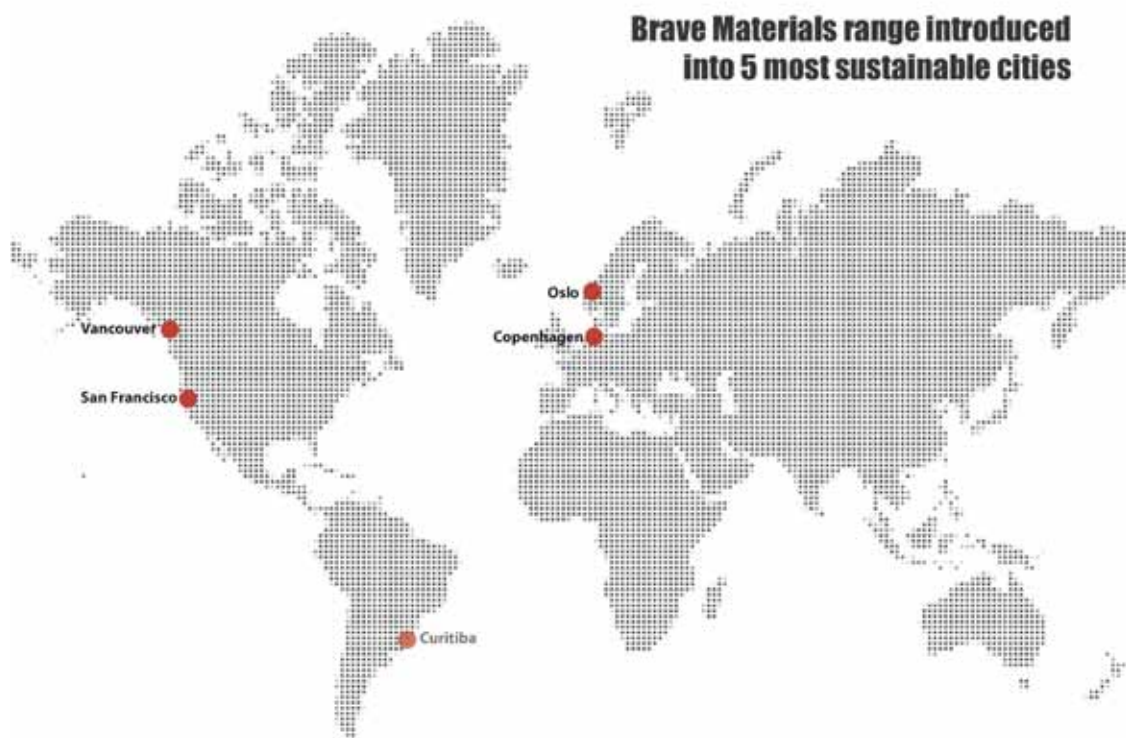 Brave Materials range introduced
into 5 most sustainable cities
Oslo
Vancouver
Copenhagen
San Francisco
Curitiba